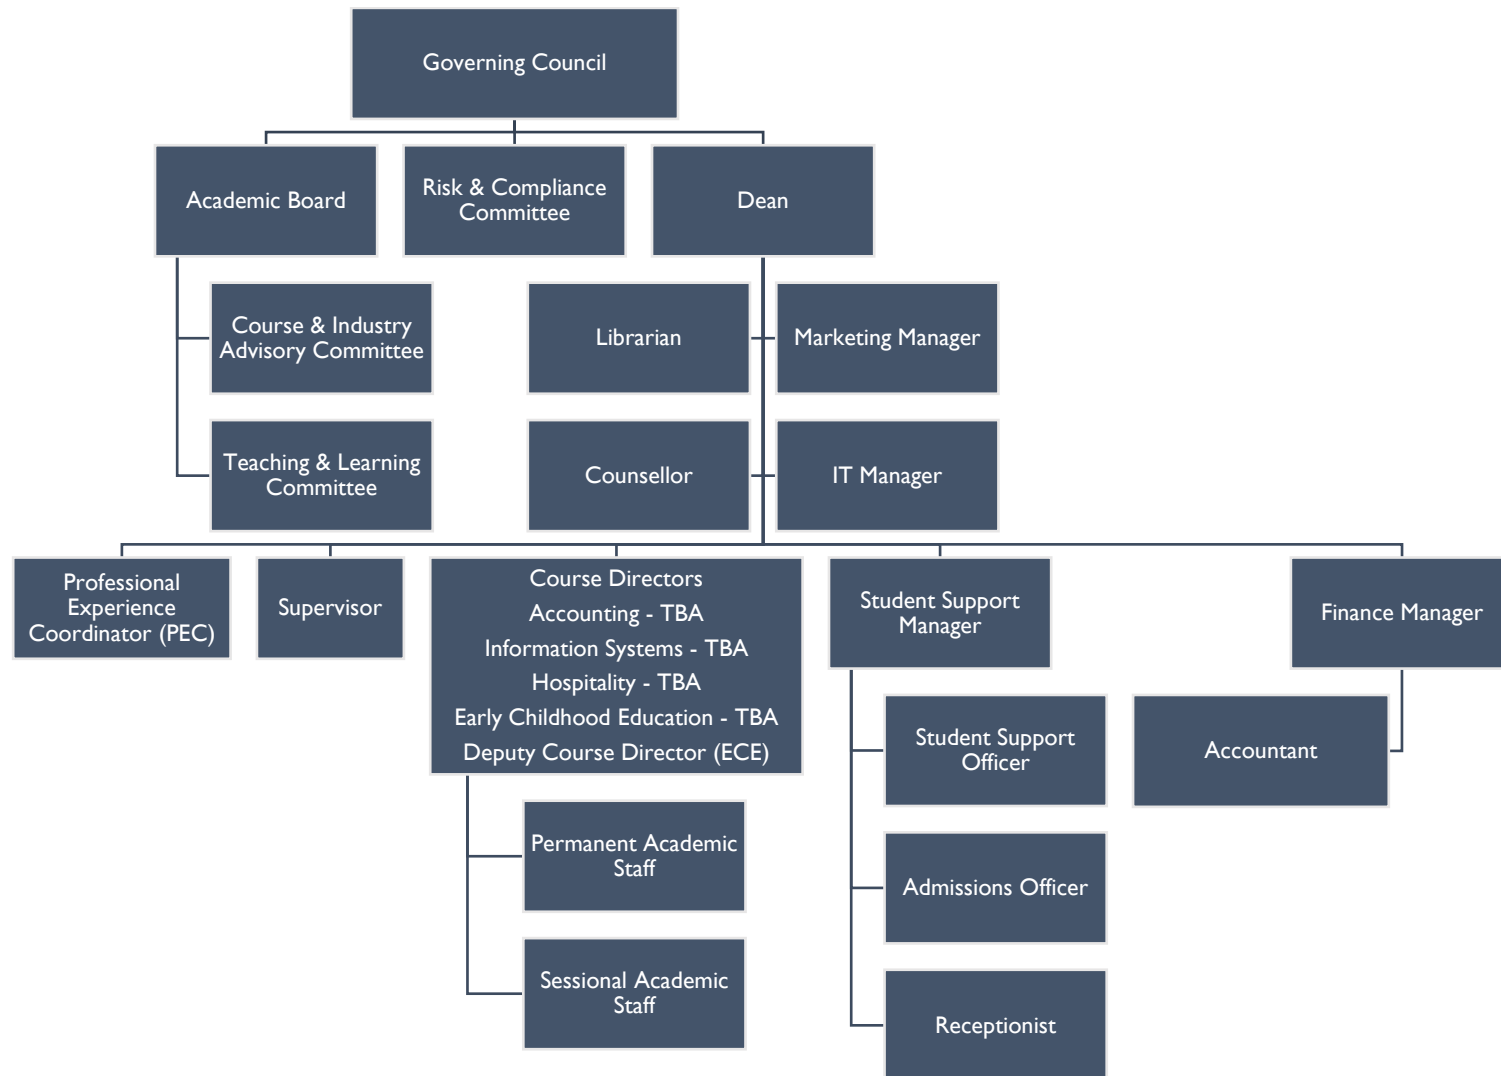 Governing Council
Academic Board
Risk & Compliance
Committee
Dean
Course & Industry
Advisory Committee
Librarian
Marketing Manager
Teaching & Learning
Committee
Counsellor
IT Manager
Professional
Experience
Coordinator (PEC)
Supervisor
Course Directors
Accounting - TBA
Information Systems - TBA
Hospitality - TBA
Early Childhood Education - TBA
Deputy Course Director (ECE)
Student Support
Manager
Finance Manager
Student Support
Officer
Accountant
Permanent Academic
Staff
Admissions Officer
Sessional Academic
Staff
Receptionist